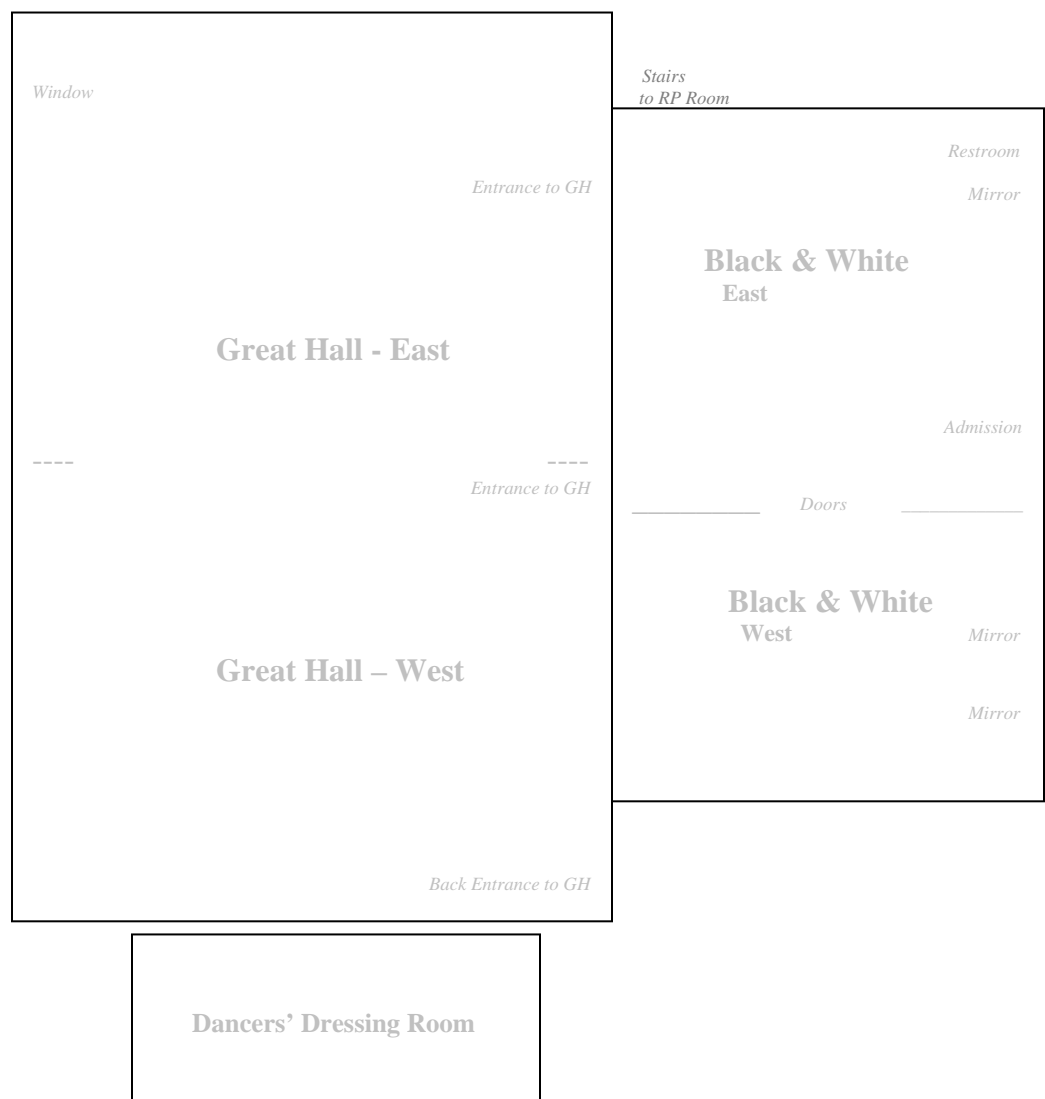 Stairs
Window
to RP Room
Restroom
Entrance to GH
Mirror
Black & White
East
Great Hall - East
Admission
---- ----
Entrance to GH
Doors
Black & White
West
Mirror
Great Hall – West
Mirror
Back Entrance to GH
Dancers’ Dressing Room